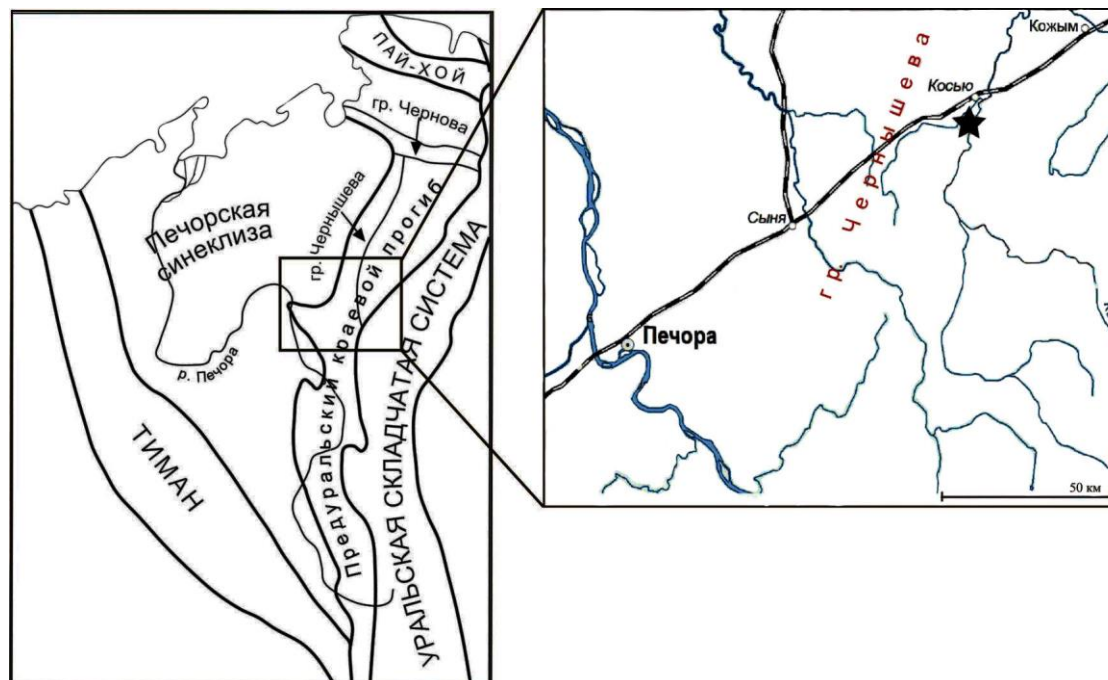 ПАЙ-ХОЙ
гр. Чернова
гр. Чернышева
Печорская
синеклиза
р. Печора
Предуральский краевой прогиб
УРАЛЬСКАЯ СКЛАДЧАТАЯ СИСТЕМА
ТИМАН
Кожым
Косью
гр. Чернышева
Сыня
Печора
50 км